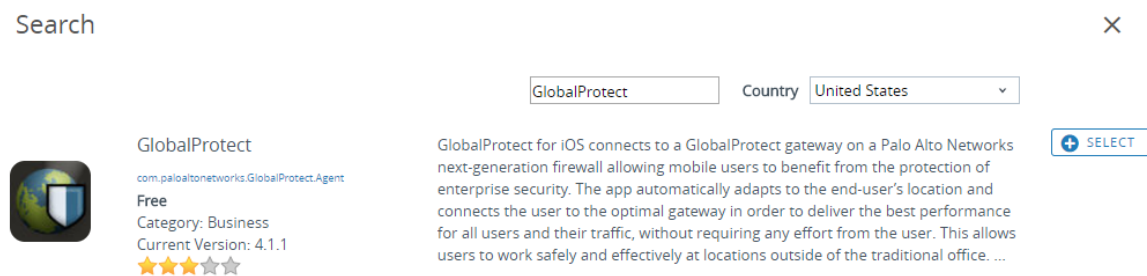 Search
GlobalProtect
Country
United States
GlobalProtect
com.paloaltonetworks.GlobalProtect.Agent
Free
Category: Business
Current Version: 4.1.1
GlobalProtect for iOS connects to a GlobalProtect gateway on a Palo Alto Networks
next-generation firewall allowing mobile users to benefit from the protection of
enterprise security. The app automatically adapts to the end-user's location and
connects the user to the optimal gateway in order to deliver the best performance
for all users and their traffic, without requiring any effort from the user. This allows
users to work safely and effectively at locations outside of the traditional office. ...
SELECT